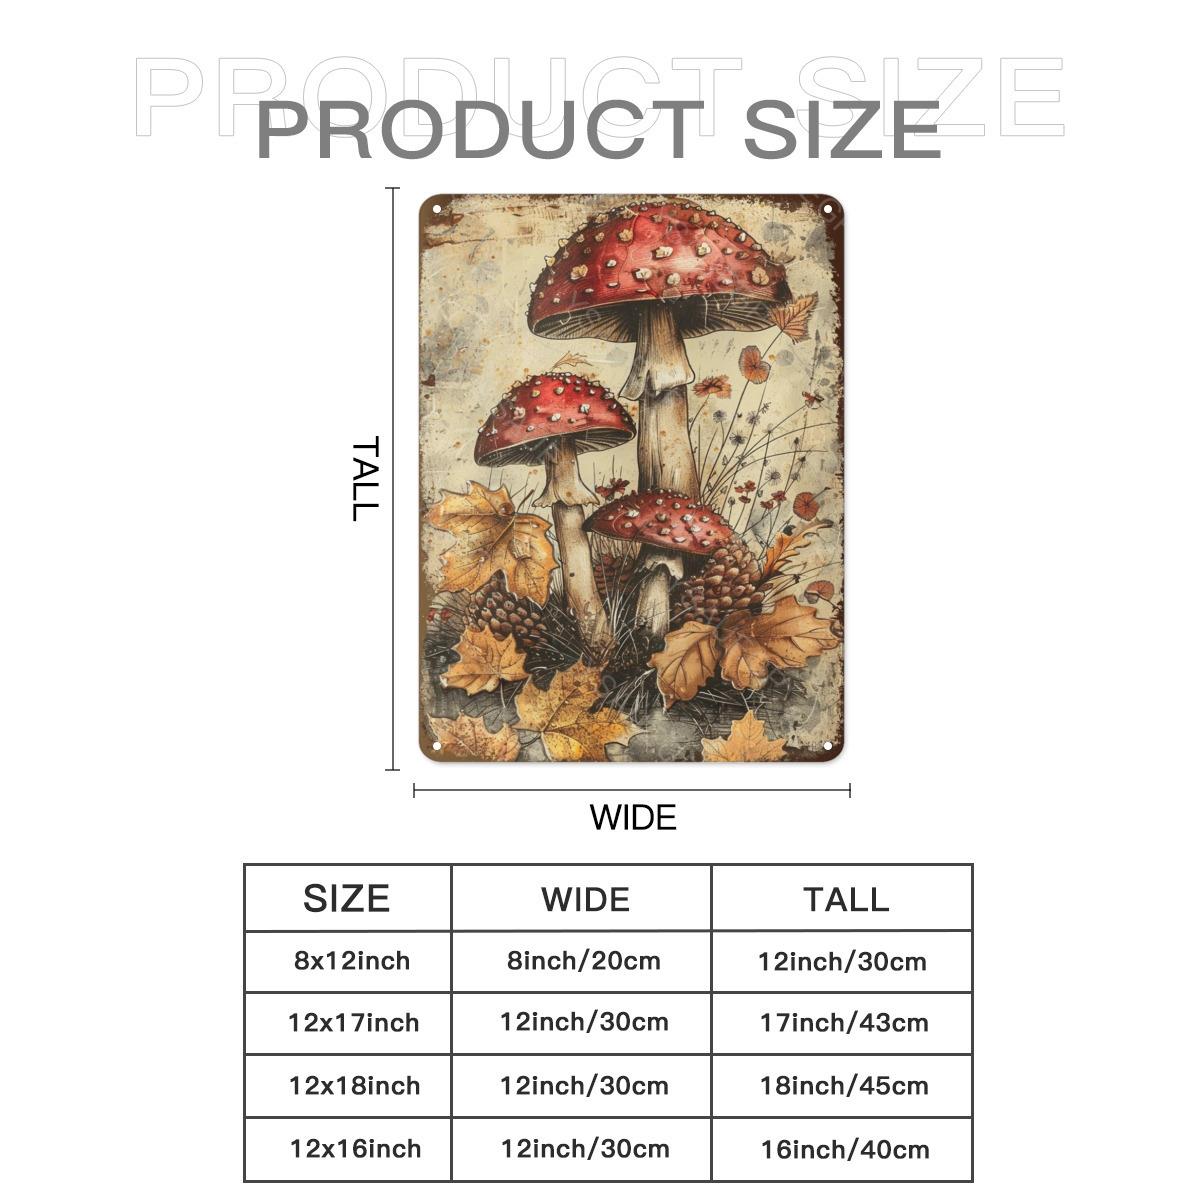 PRODUCT SIZE
PRODUCT SIZE
TALL
WIDE
SIZE WIDE TALL
8x12inch 8inch/20cm 12inch/30cm
12x17inch 12inch/30cm 17inch/43cm
12x18inch 12inch/30cm 18inch/45cm
12x16inch 12inch/30cm 16inch/40cm